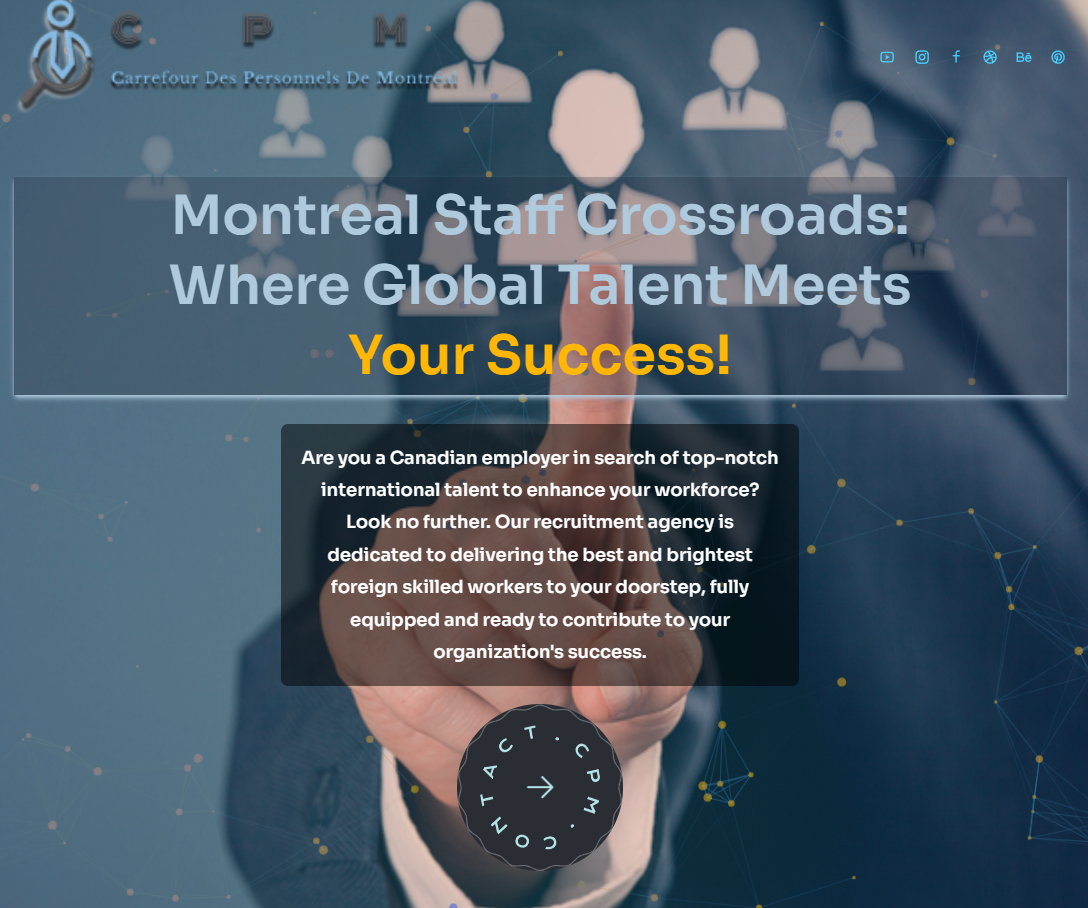 C P M
Carrefour Des Personnels De Montréal
Bē
Montreal Staff Crossroads:
Where Global Talent Meets
Your Success!
Are you a Canadian employer in search of top-notch
international talent to enhance your workforce?
Look no further. Our recruitment agency is
dedicated to delivering the best and brightest
foreign skilled workers to your doorstep, fully
equipped and ready to contribute to your
organization's success.
CONTACT . CPM .